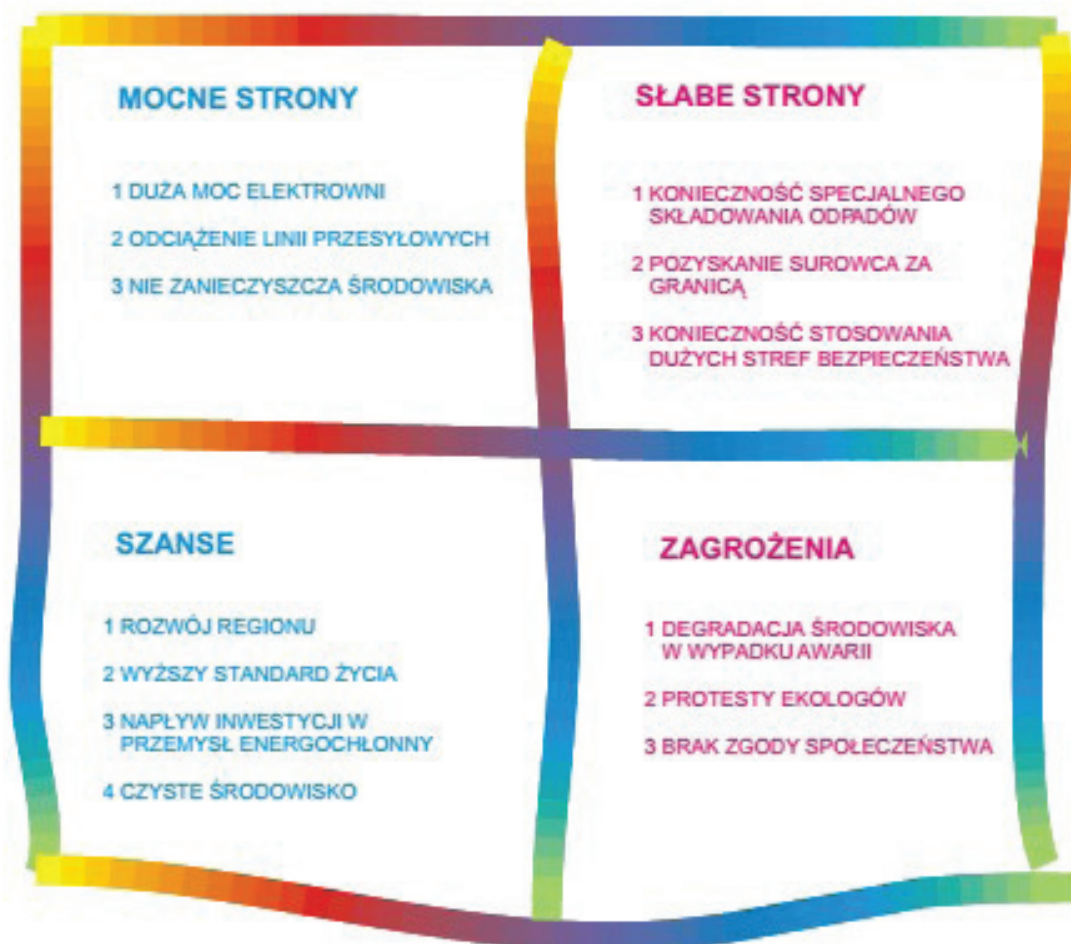 MOCNE STRONY
1 DUŻA MOC ELEKTROWNI
2 ODCIĄŻENIE LINII PRZESYŁOWYCH
3 NIE ZANIECZYSZCZA ŚRODOWISKA
SŁABE STRONY
1 KONIECZNOŚĆ SPECJALNEGO
SKŁADOWANIA ODPADÓW
2 POZYSKANIE SUROWCA ZA
GRANICĄ
3 KONIECZNOŚĆ STOSOWANIA
DUŻYCH STREF BEZPIECZEŃSTWA
SZANSE
1 ROZWÓJ REGIONU
2 WYŻSZY STANDARD ŻYCIA
3 NAPŁYW INWESTYCJI W
PRZEMYSŁ ENERGOCHŁONNY
4 CZYSTE ŚRODOWISKO
ZAGROŻENIA
1 DEGRADACJA ŚRODOWISKA
W WYPADKU AWARII
2 PROTESTY EKOLOGÓW
3 BRAK ZGODY SPOŁECZEŃSTWA